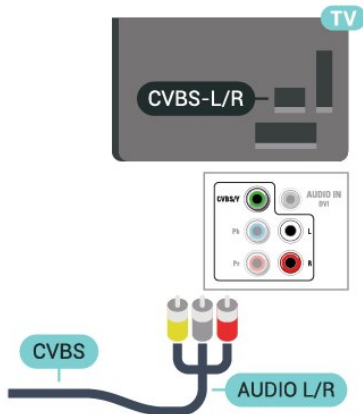 TV
CVBS-L/R
CVBS/Y
AUDIO IN
DVI
Pb
L
Pr
R
CVBS
AUDIO L/R